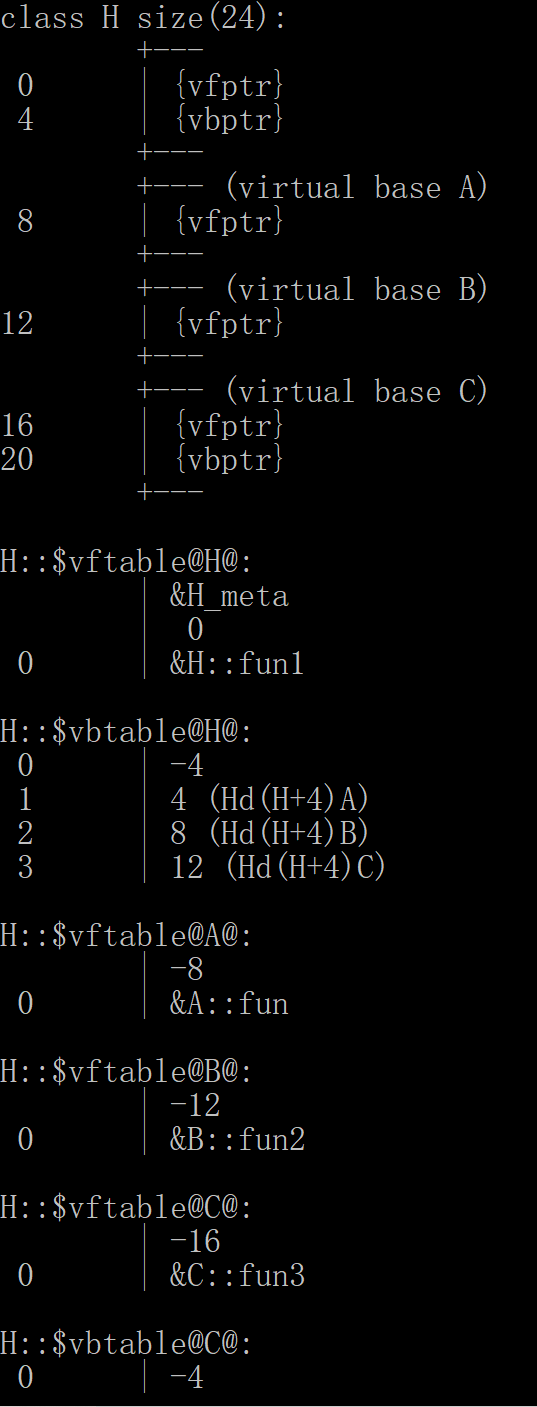 class H size(24):
        +---
 0      | {vfptr}
 4      | {vbptr}
        +---
        +--- (virtual base A)
 8      | {vfptr}
        +---
        +--- (virtual base B)
12      | {vfptr}
        +---
        +--- (virtual base C)
16      | {vfptr}
20      | {vbptr}
        +---
H::$vftable@H@:
        | &H_meta
        |  0
 0      | &H::fun1
H::$vbtable@H@:
 0      | -4
 1      | 4 (Hd(H+4)A)
 2      | 8 (Hd(H+4)B)
 3      | 12 (Hd(H+4)C)
H::$vftable@A@:
        | -8
 0      | &A::fun
H::$vftable@B@:
        | -12
 0      | &B::fun2
H::$vftable@C@:
        | -16
 0      | &C::fun3
H::$vbtable@C@:
 0      | -4